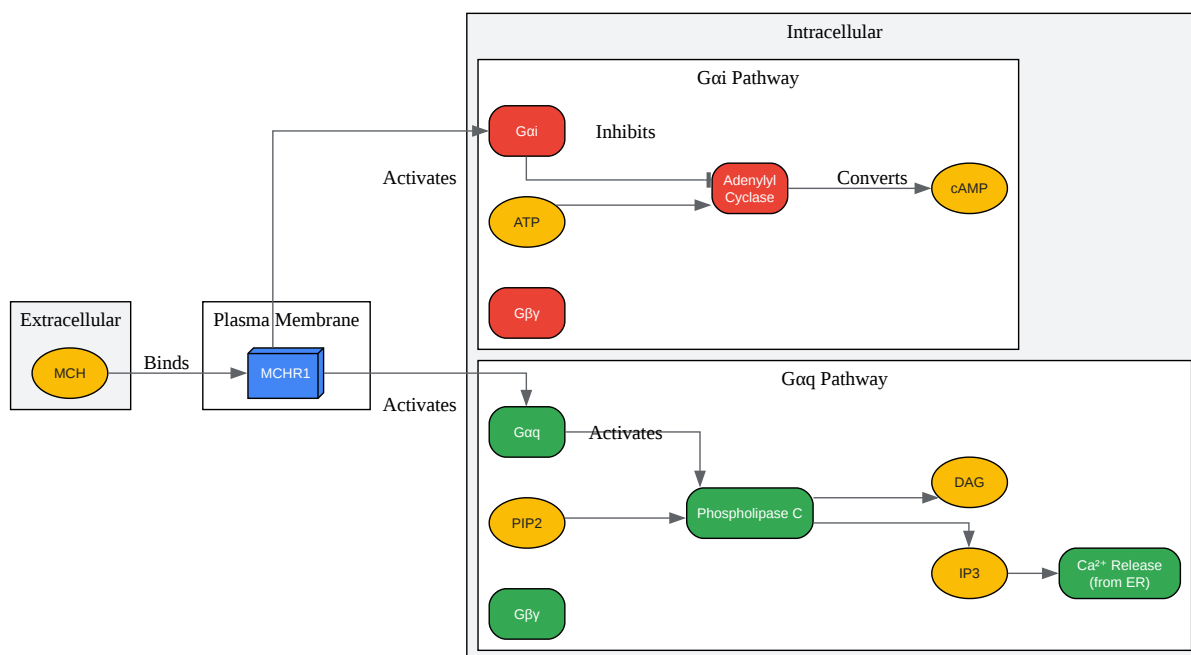 Intracellular
Gαi Pathway
Gαi
Inhibits
Activates
Adenylyl
Cyclase
Converts
cAMP
ATP
Gβγ
Extracellular
Plasma Membrane
MCH
Binds
MCHR1
Activates
Gαq Pathway
Gαq
Activates
DAG
PIP2
Phospholipase C
IP3
Ca²⁺ Release
(from ER)
Gβγ